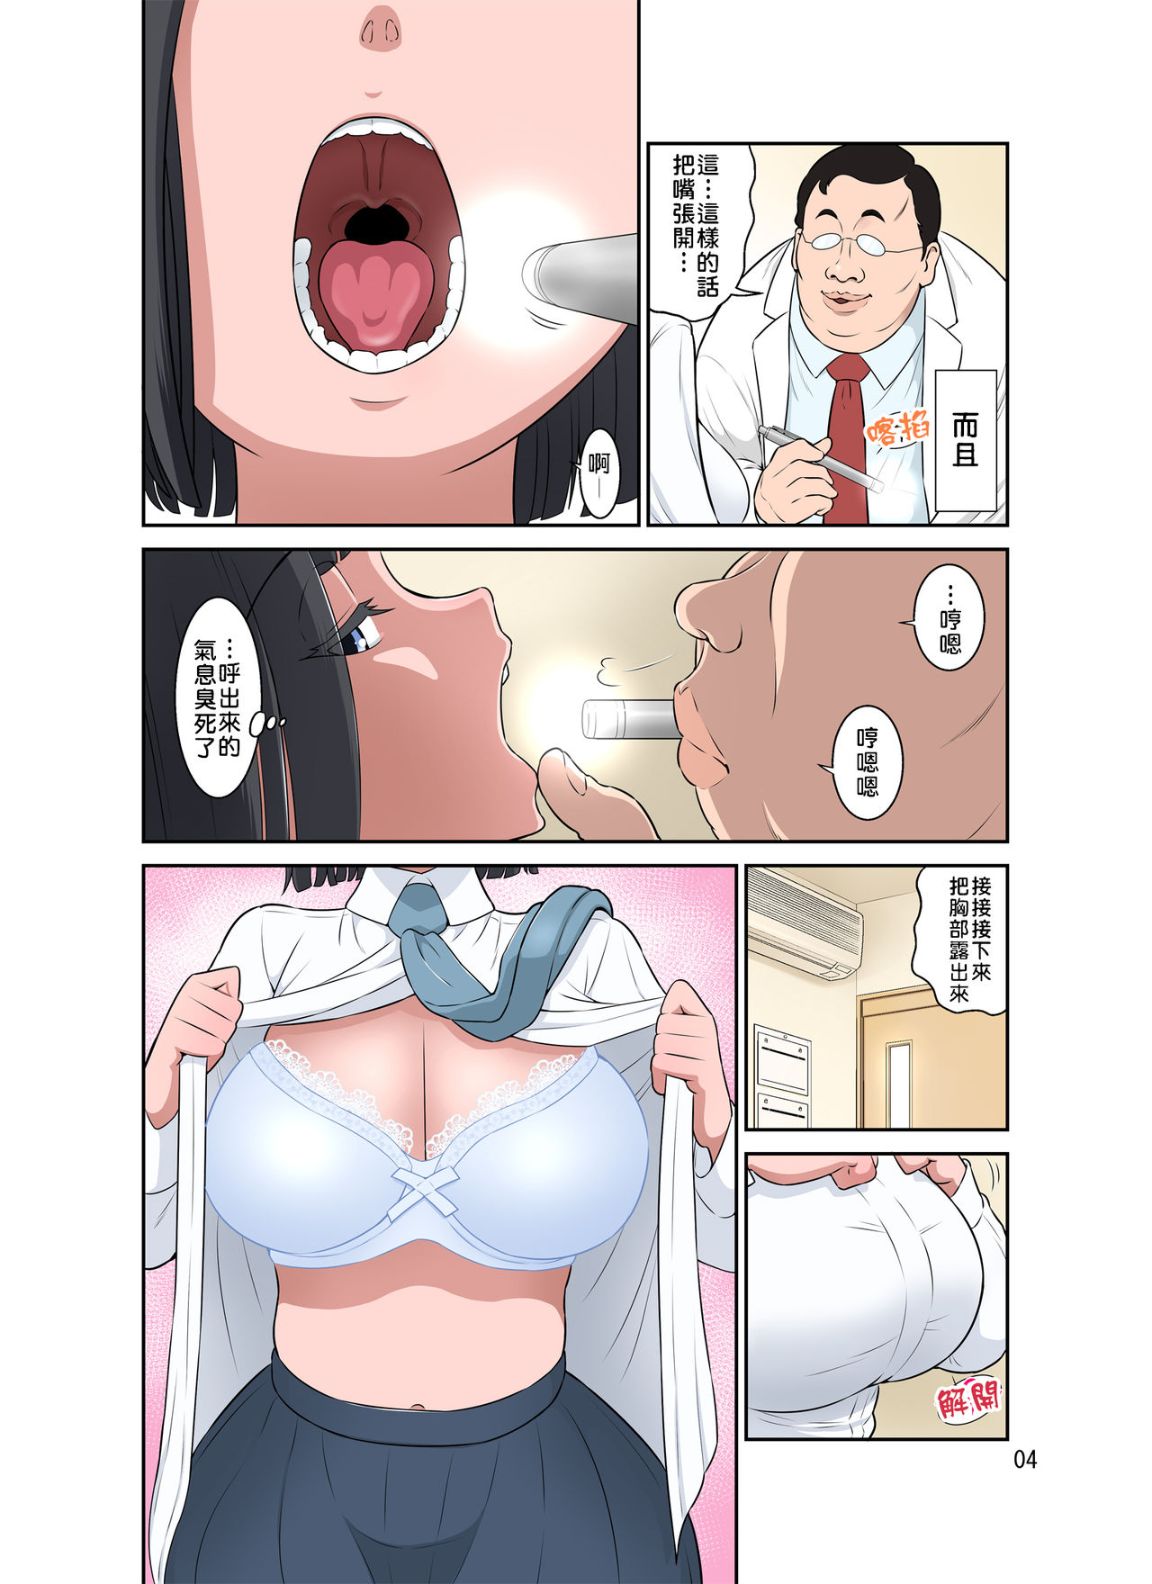 這…這樣的話
把嘴張開…
喀掐
而且
啊—
…哼嗯
哼嗯嗯
…呼出來的
氣息臭死了
接接接下來
把胸部露出來
解開
04